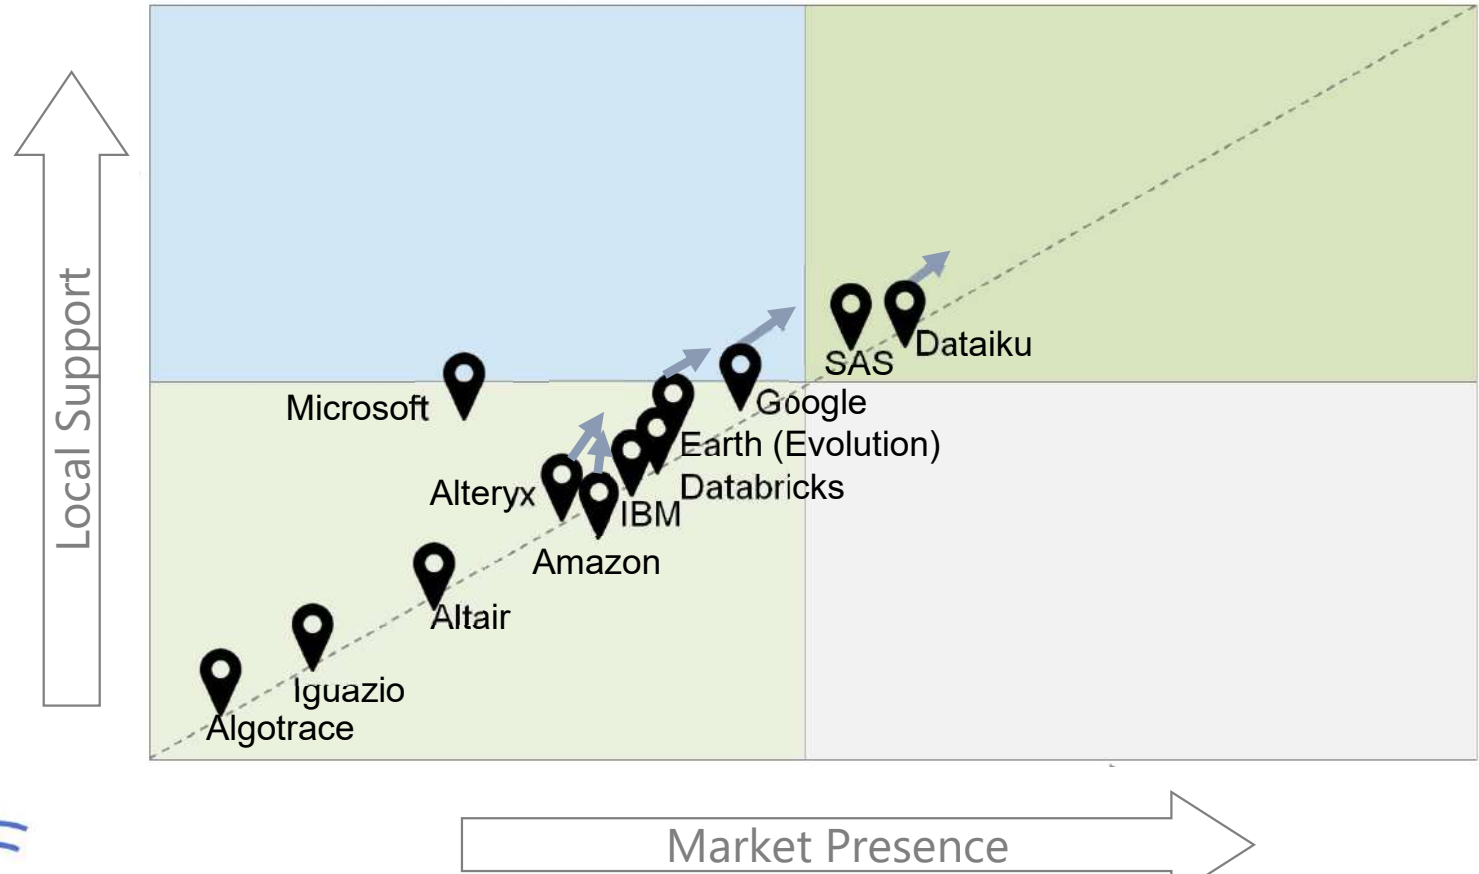 Local Support
Dataiku
SAS
Google
Microsoft
Earth (Evolution)
Databricks
Alteryx
IBM
Amazon
Altair
Iguazio
Algotrace
Market Presence